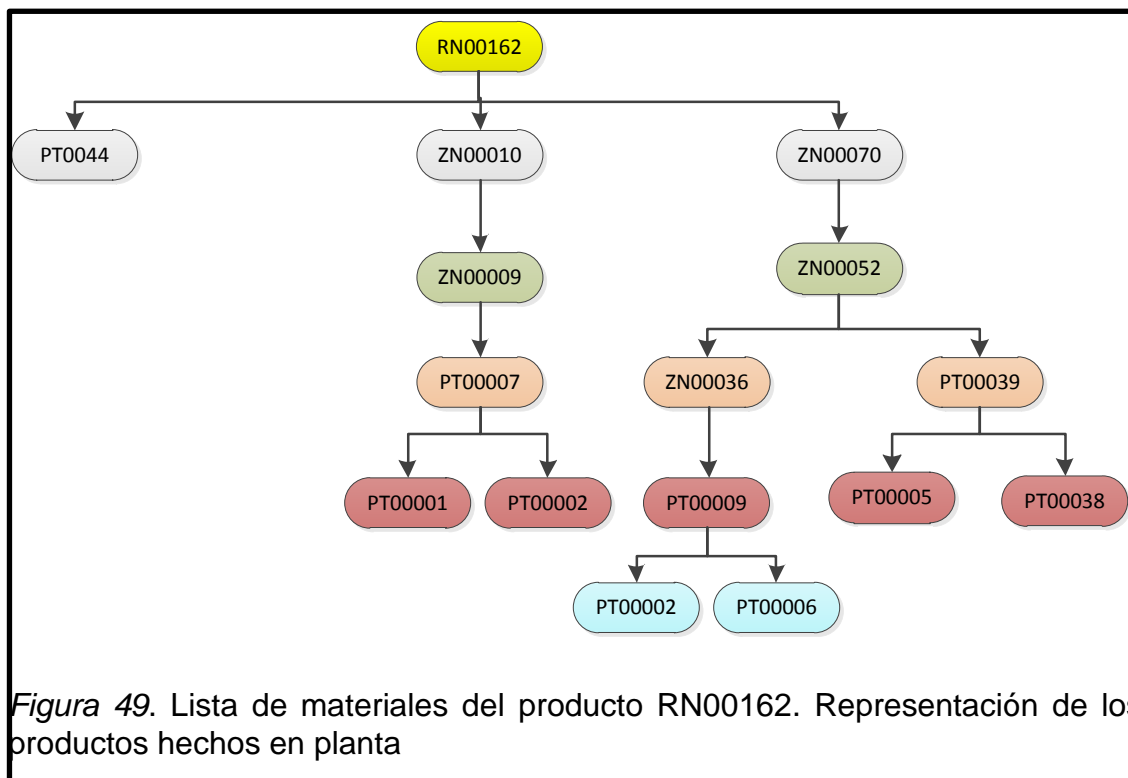 RN00162
PT0044
ZN00010
ZN00070
ZN00009
ZN00052
PT00007
ZN00036
PT00039
PT00001
PT00002
PT00009
PT00005
PT00038
PT00002
PT00006
Figura 49. Lista de materiales del producto RN00162. Representación de los
productos hechos en planta